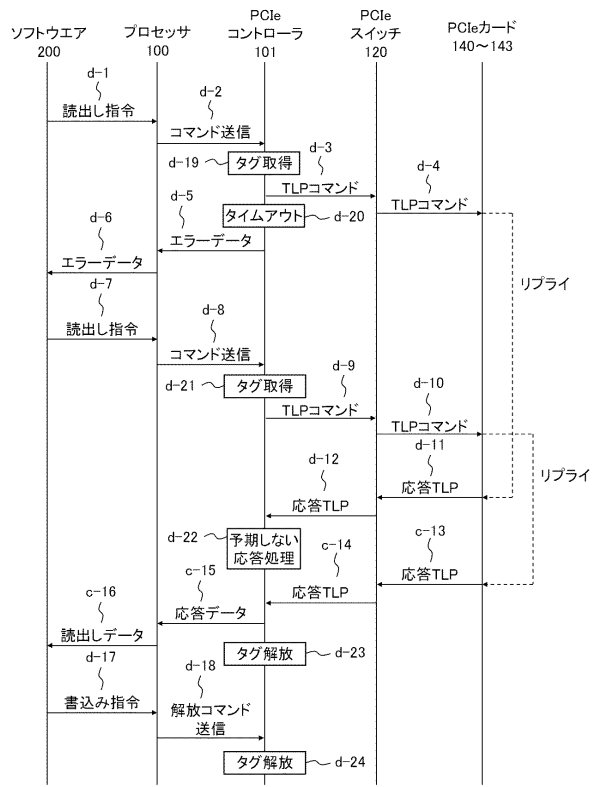 ソフトウエア
200
プロセッサ
100
PCIe
コントローラ
101
PCIe
スイッチ
120
PCIeカード
140～143
d-1
読出し指令
d-2
コマンド送信
d-19
タグ取得
d-3
TLPコマンド
d-4
TLPコマンド
タイムアウト
d-20
d-5
エラーデータ
d-6
エラーデータ
リプライ
d-7
読出し指令
d-8
コマンド送信
d-21
タグ取得
d-9
TLPコマンド
d-10
TLPコマンド
d-11
応答TLP
リプライ
d-12
応答TLP
d-22
予期しない
応答処理
c-13
応答TLP
c-14
応答TLP
c-15
応答データ
c-16
読出しデータ
タグ解放
d-23
d-17
書込み指令
d-18
解放コマンド
送信
タグ解放
d-24